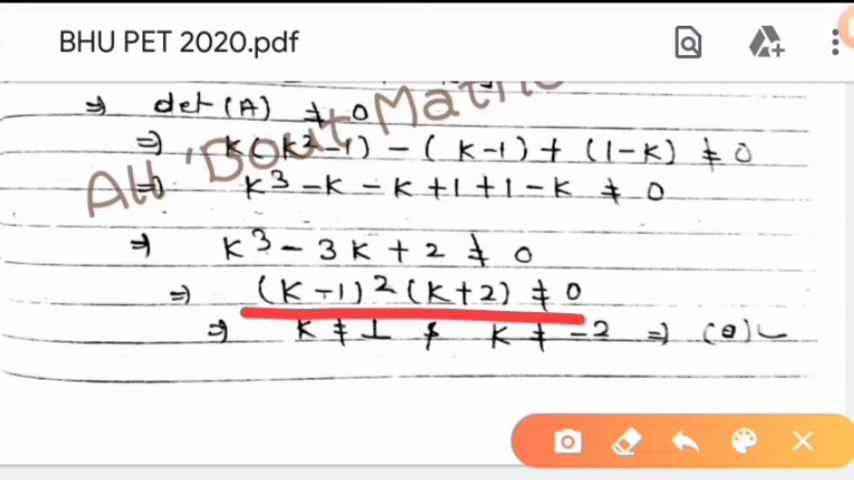 BHU PET 2020.pdf
⇒ det (A) ≠ 0
⇒ k(k²-1) - (k-1) + (1-k) ≠ 0
⇒ k³ - k - k + 1 + 1 - k ≠ 0
⇒ k³ - 3k + 2 ≠ 0
⇒ (k-1)² (k+2) ≠ 0
⇒ k ≠ 1 & k ≠ -2 ⇒ (a)
All 'Bout Maths